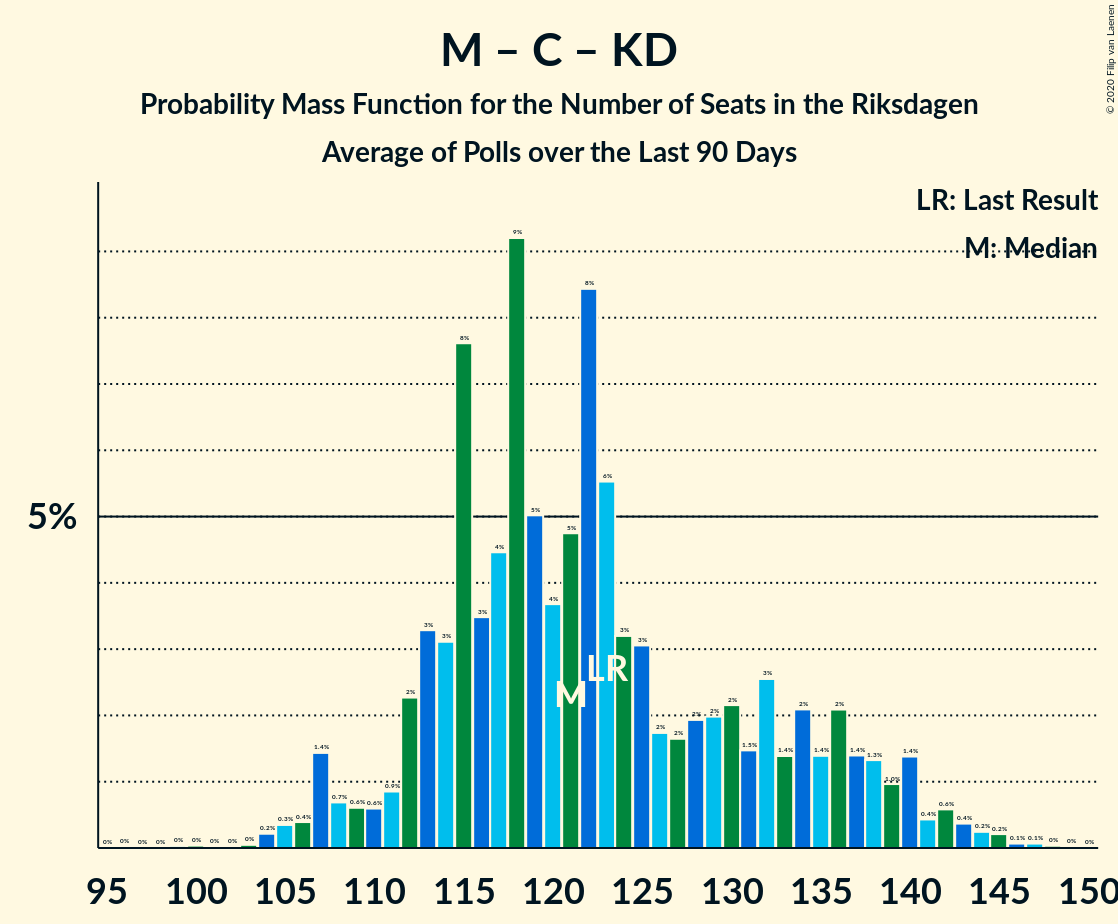 M – C – KD
Probability Mass Function for the Number of Seats in the Riksdagen
Average of Polls over the Last 90 Days
© 2020 Filip van Laenen
LR: Last Result
M: Median
5%
0% 0% 0% 0% 0% 0% 0% 0% 0% 0.2% 0.3% 0.4% 1.4% 0.7% 0.6% 0.6% 0.9% 2% 3% 3% 8% 3% 4% 9% 5% 4% 5% 8% 6% 3% 3% 2% 2% 2% 2% 2% 1.5% 3% 1.4% 2% 1.4% 2% 1.4% 1.3% 1.0% 1.4% 0.4% 0.6% 0.4% 0.2% 0.2% 0.1% 0.1% 0% 0% 0%
LR
M
95 100 105 110 115 120 125 130 135 140 145 150